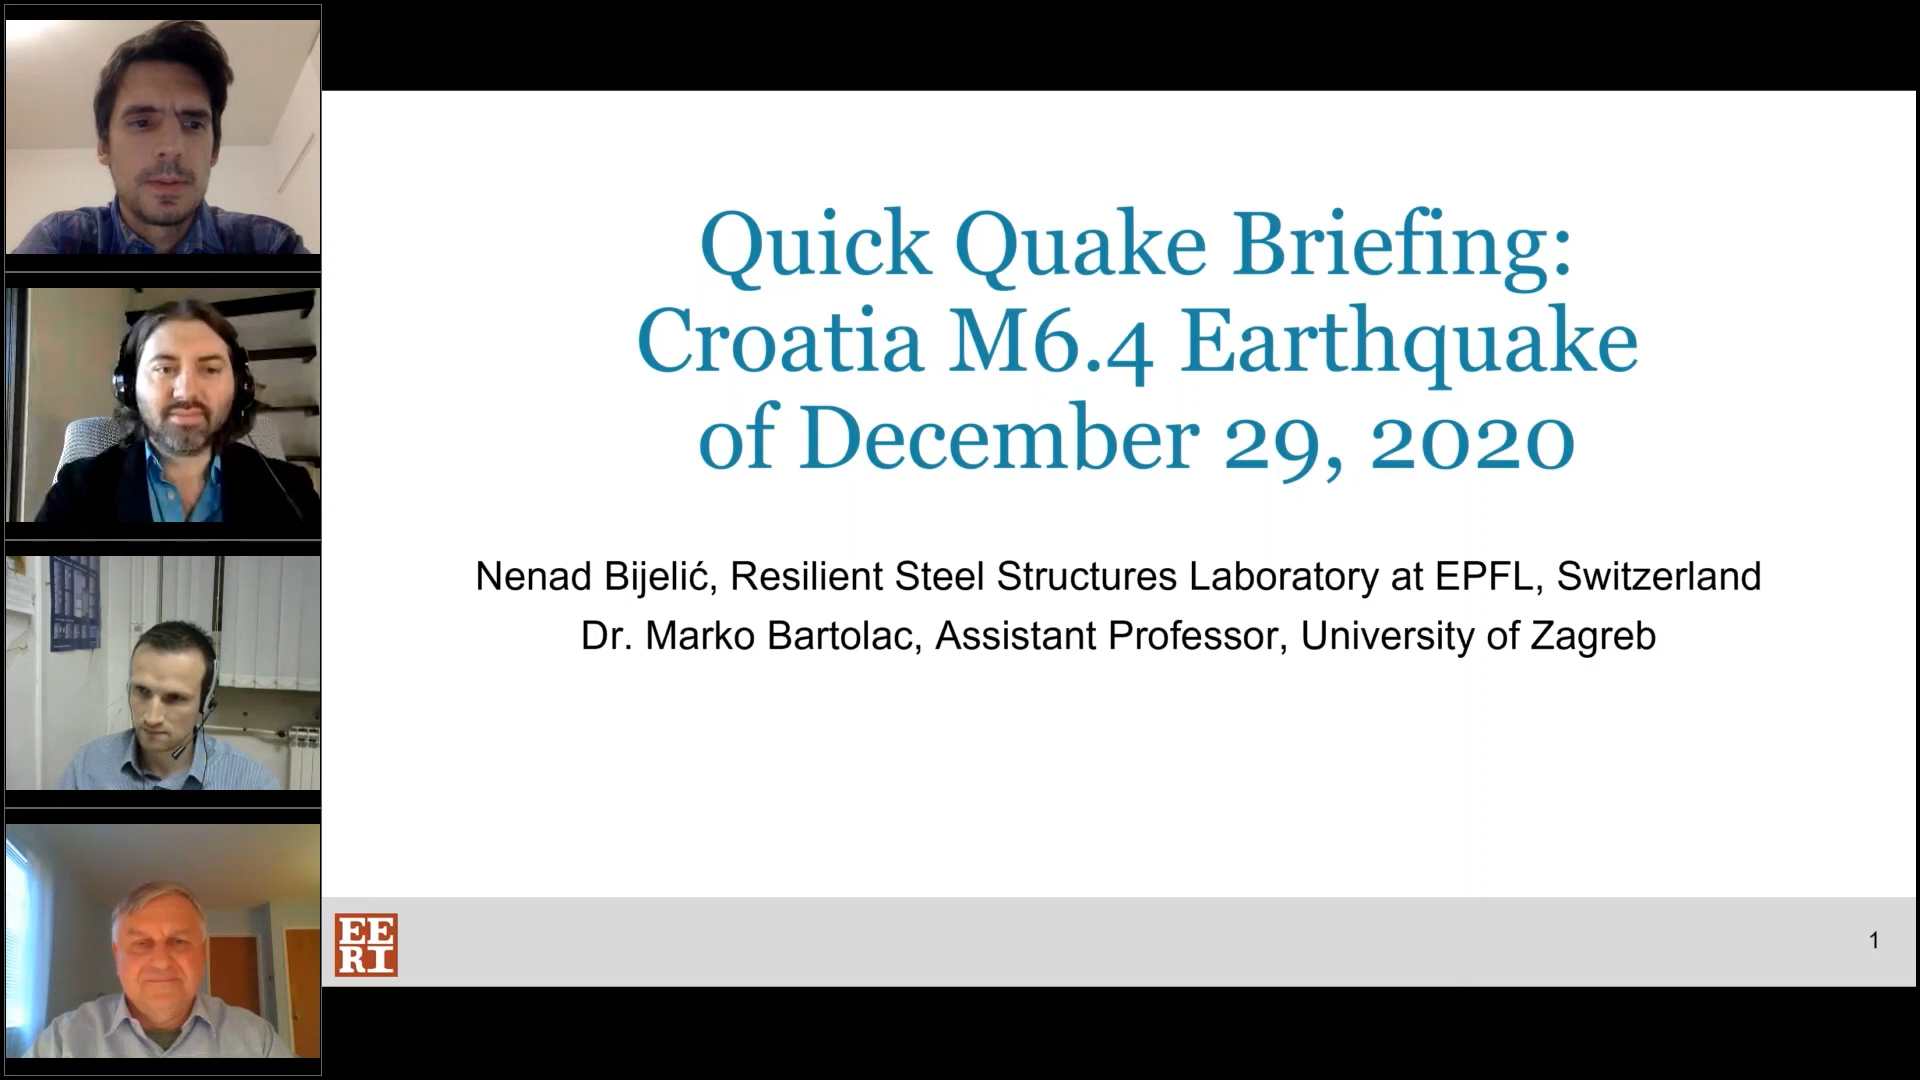 Quick Quake Briefing:
Croatia M6.4 Earthquake
of December 29, 2020
Nenad Bijelić, Resilient Steel Structures Laboratory at EPFL, Switzerland
Dr. Marko Bartolac, Assistant Professor, University of Zagreb
EE
RI
1